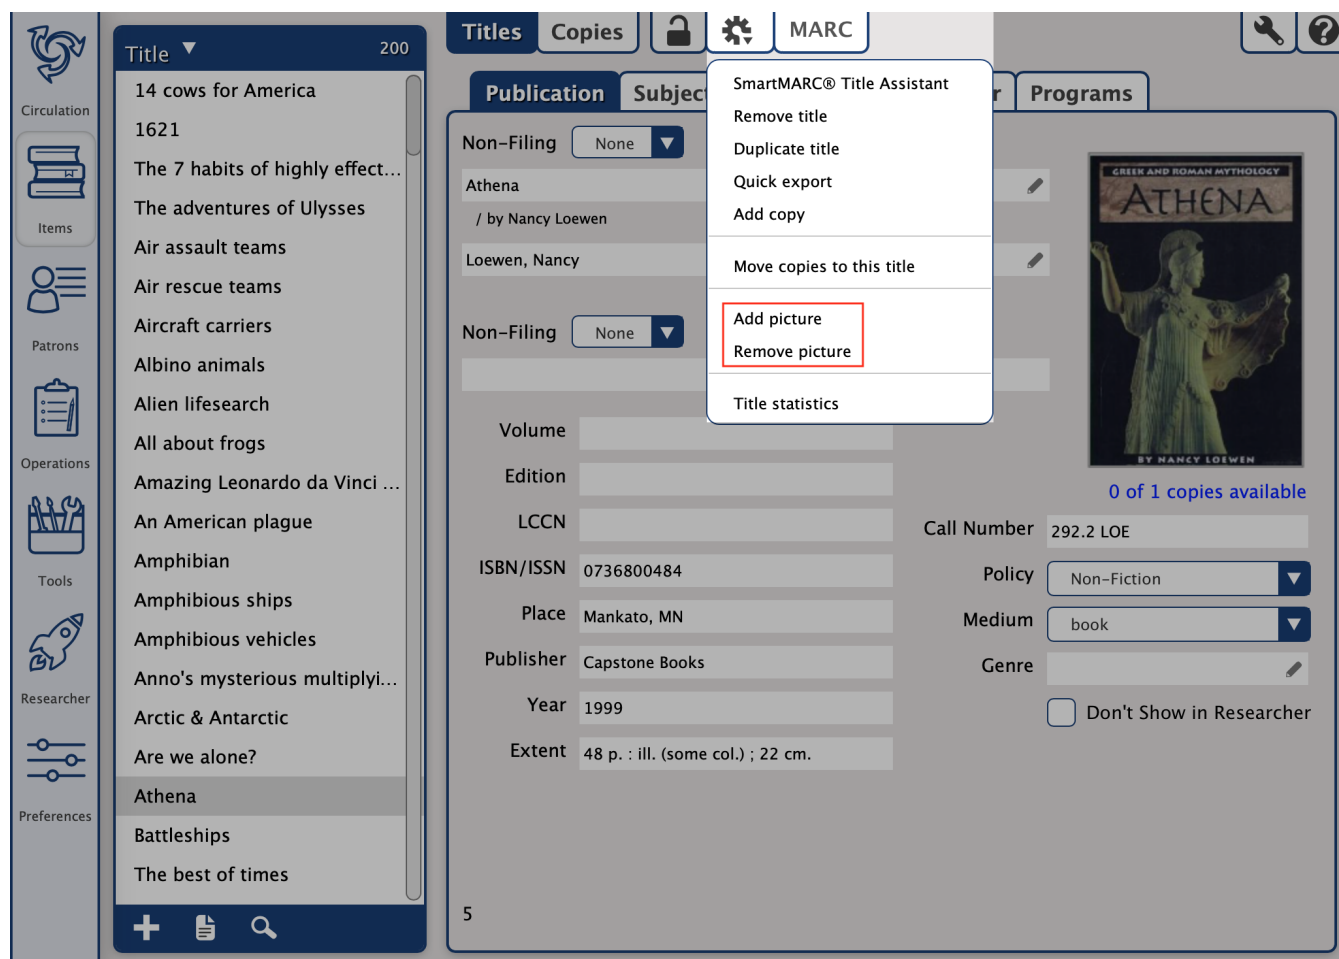 Circulation
Items
Patrons
Operations
Tools
Researcher
Preferences
Title 200
14 cows for America
1621
The 7 habits of highly effect...
The adventures of Ulysses
Air assault teams
Air rescue teams
Aircraft carriers
Albino animals
Alien lifesearch
All about frogs
Amazing Leonardo da Vinci ...
An American plague
Amphibian
Amphibious ships
Amphibious vehicles
Anno's mysterious multiplyi...
Arctic & Antarctic
Are we alone?
Athena
Battleships
The best of times
Titles Copies MARC
Publication Subjec r Programs
SmartMARC® Title Assistant
Remove title
Duplicate title
Quick export
Add copy
Move copies to this title
Add picture
Remove picture
Title statistics
Non-Filing None
Athena
/ by Nancy Loewen
Loewen, Nancy
Non-Filing None
Volume
Edition
LCCN
ISBN/ISSN 0736800484
Place Mankato, MN
Publisher Capstone Books
Year 1999
Extent 48 p. : ill. (some col.) ; 22 cm.
5
GREEK AND ROMAN MYTHOLOGY
ATHENA
BY NANCY LOEWEN
0 of 1 copies available
Call Number 292.2 LOE
Policy Non-Fiction
Medium book
Genre
Don't Show in Researcher